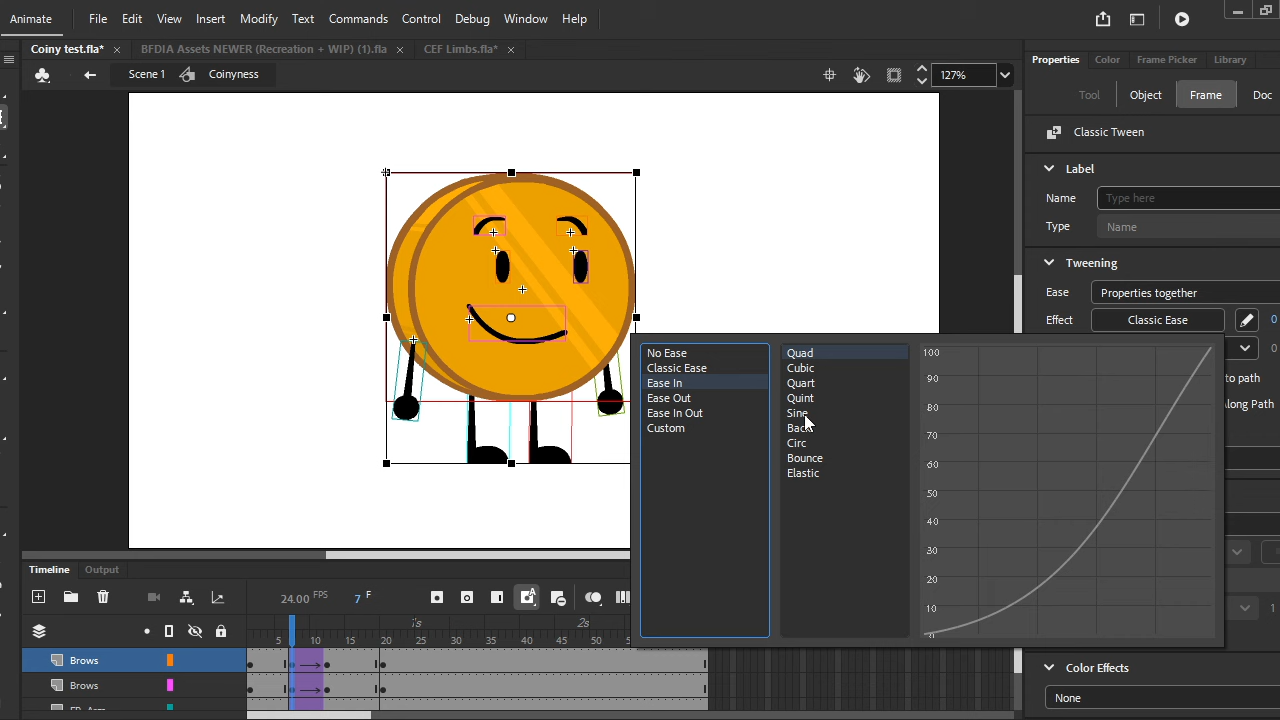 Animate File Edit View Insert Modify Text Commands Control Debug Window Help
Coiny test.fla* × BFDIA Assets NEWER (Recreation + WIP) (1).fla × CEF Limbs.fla* ×
Properties Color Frame Picker Library
Scene 1 Coinyness 127%
Tool Object Frame Doc
Classic Tween
Label
Name Type here
Type Name
Tweening
Ease Properties together
Effect Classic Ease 0
to path
Along Path
No Ease
Classic Ease
Ease In
Ease Out
Ease In Out
Custom
Quad
Cubic
Quart
Quint
Sine
Back
Circ
Bounce
Elastic
100
90
80
70
60
50
40
30
20
10
0
Timeline Output
24.00 FPS 7 F
1s 2s
5 10 15 20 25 30 35 40 45 50
Brows
Brows
Color Effects
None